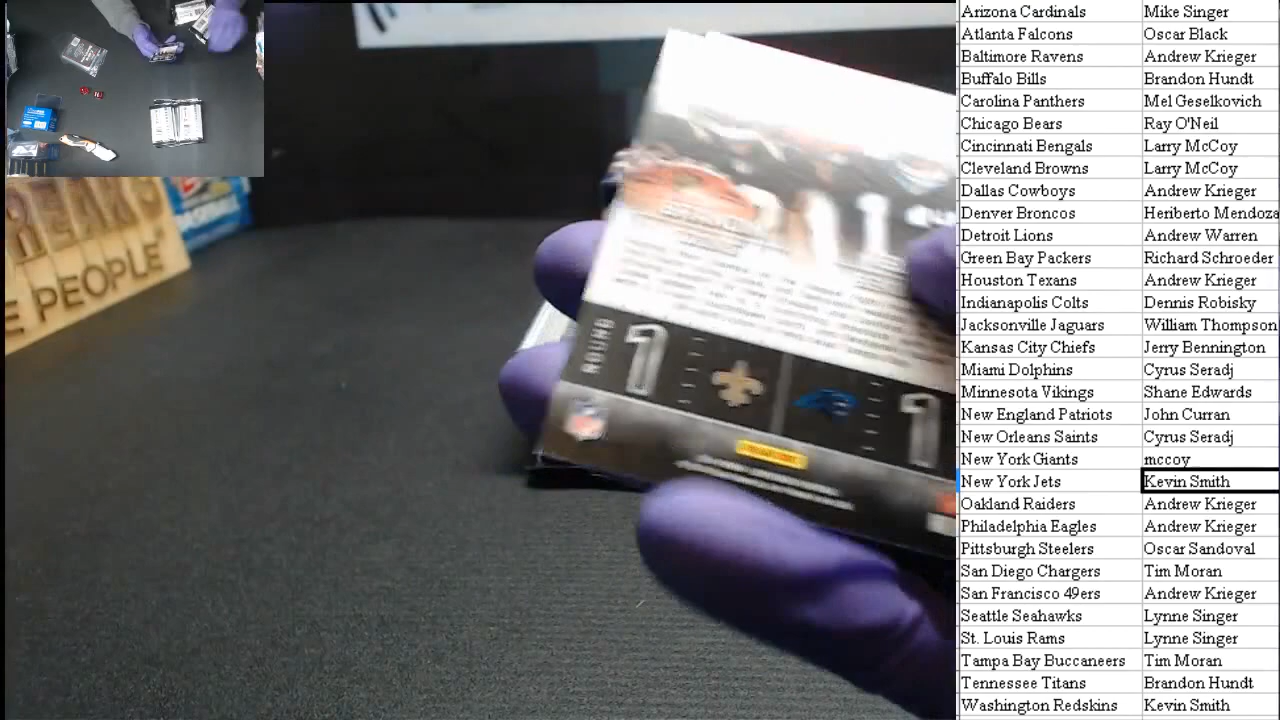 PEOPLE
ROUND
1
1
Arizona Cardinals Mike Singer
Atlanta Falcons Oscar Black
Baltimore Ravens Andrew Krieger
Buffalo Bills Brandon Hundt
Carolina Panthers Mel Geselkovich
Chicago Bears Ray O'Neil
Cincinnati Bengals Larry McCoy
Cleveland Browns Larry McCoy
Dallas Cowboys Andrew Krieger
Denver Broncos Heriberto Mendoza
Detroit Lions Andrew Warren
Green Bay Packers Richard Schroeder
Houston Texans Andrew Krieger
Indianapolis Colts Dennis Robisky
Jacksonville Jaguars William Thompson
Kansas City Chiefs Jerry Bennington
Miami Dolphins Cyrus Seradj
Minnesota Vikings Shane Edwards
New England Patriots John Curran
New Orleans Saints Cyrus Seradj
New York Giants mccoy
New York Jets Kevin Smith
Oakland Raiders Andrew Krieger
Philadelphia Eagles Andrew Krieger
Pittsburgh Steelers Oscar Sandoval
San Diego Chargers Tim Moran
San Francisco 49ers Andrew Krieger
Seattle Seahawks Lynne Singer
St. Louis Rams Lynne Singer
Tampa Bay Buccaneers Tim Moran
Tennessee Titans Brandon Hundt
Washington Redskins Kevin Smith